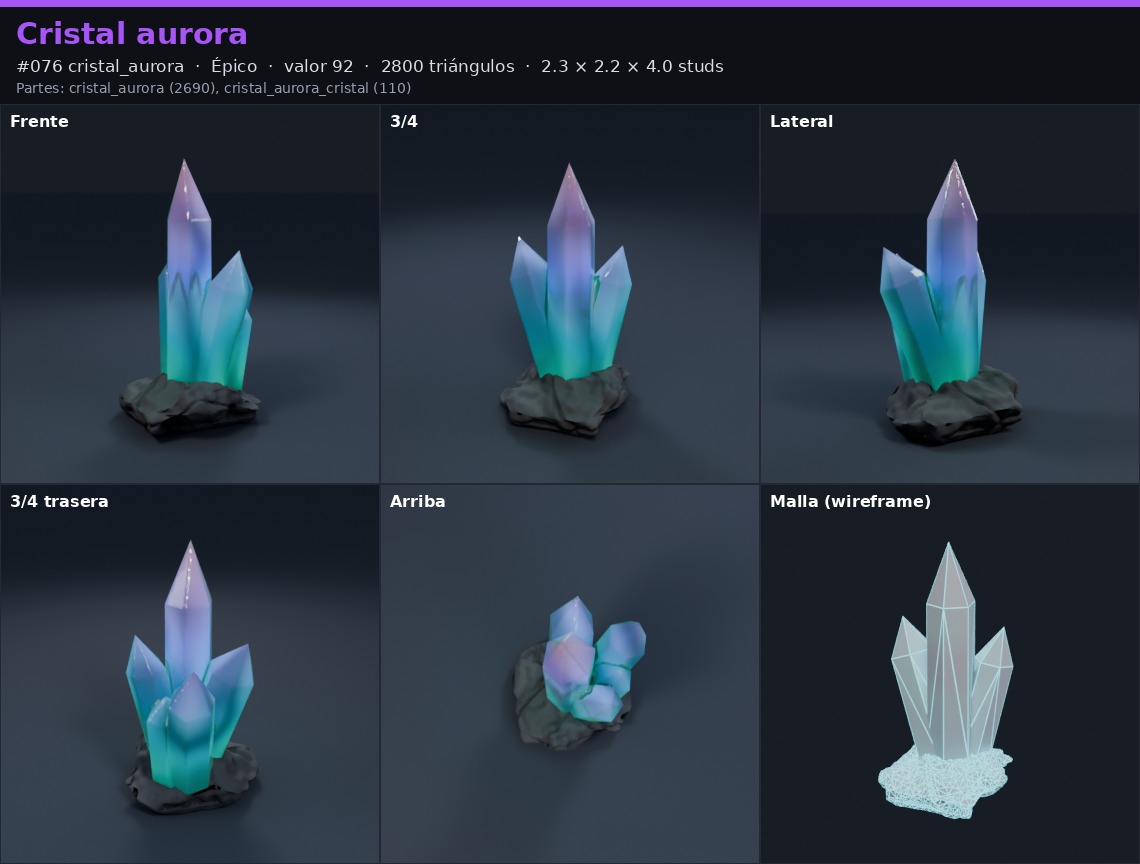 Cristal aurora
#076 cristal_aurora · Épico · valor 92 · 2800 triángulos · 2.3 × 2.2 × 4.0 studs
Partes: cristal_aurora (2690), cristal_aurora_cristal (110)
Frente
3/4
Lateral
3/4 trasera
Arriba
Malla (wireframe)